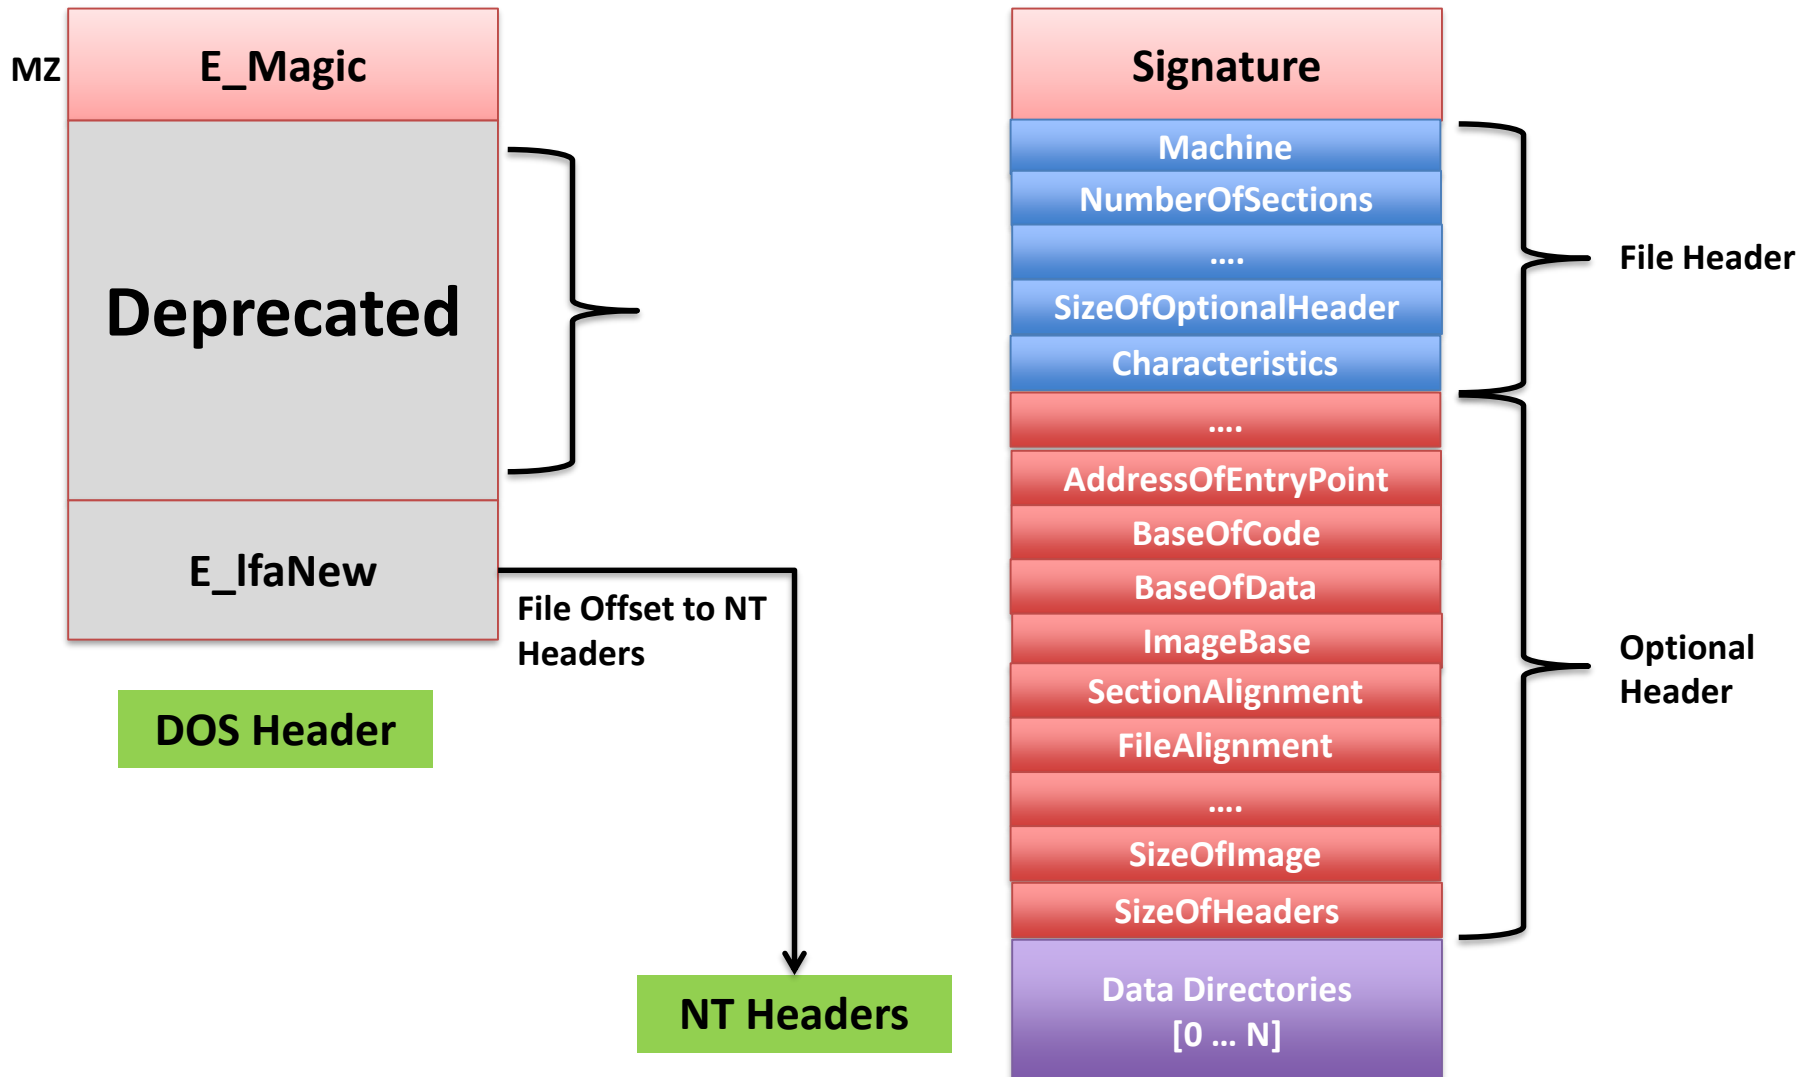 MZ
E_Magic
Deprecated
E_lfaNew
File Offset to NT
Headers
DOS Header
NT Headers
Signature
Machine
NumberOfSections
....
SizeOfOptionalHeader
Characteristics
....
AddressOfEntryPoint
BaseOfCode
BaseOfData
ImageBase
SectionAlignment
FileAlignment
....
SizeOfImage
SizeOfHeaders
Data Directories
[0 ... N]
File Header
Optional
Header